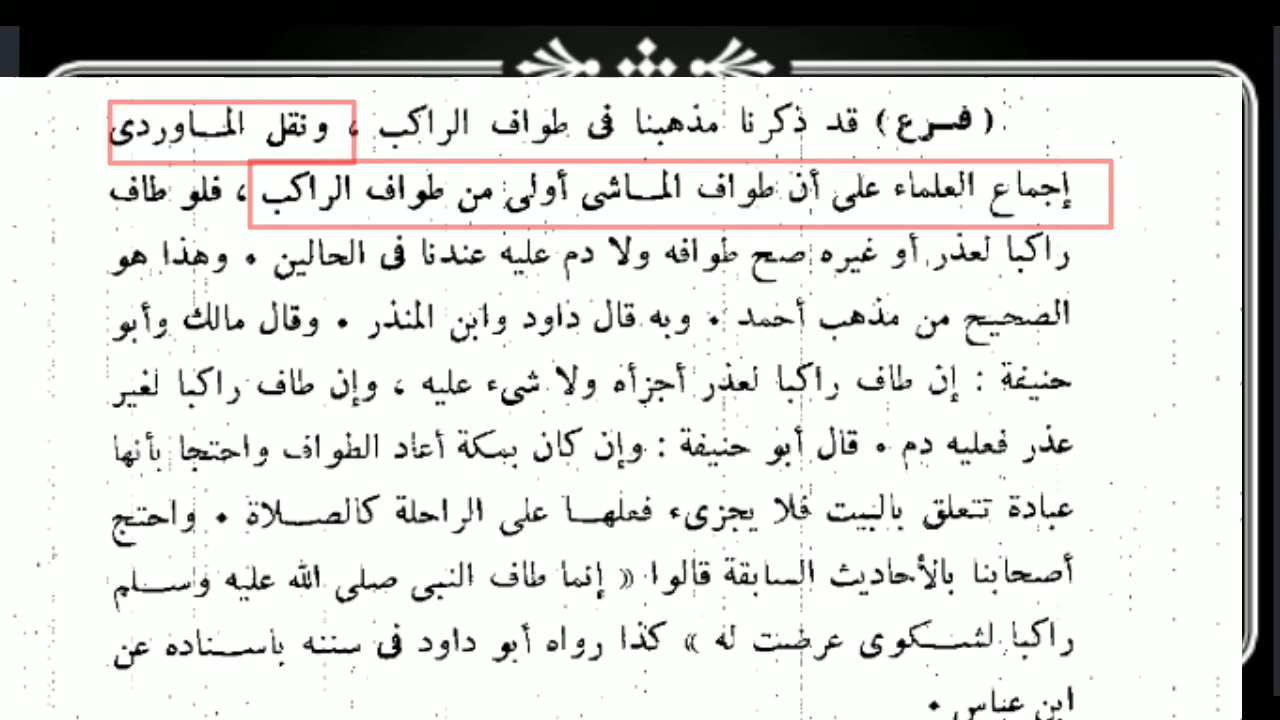 ( فـرع ) قد ذكرنا مذهبنا فى طواف الراكب ، ونقل المـاوردى
إجماع العلماء على أن طواف المـاشى أولى من طواف الراكب ، فلو طاف
راكبا لعذر أو غيره صح طوافه ولا دم عليه عندنا فى الحالين • وهذا هو
الصحيح من مذهب أحمد • وبه قال داود وابن المنذر • وقال مالك وأبو
حنيفة : إن طاف راكبا لعذر أجزأه ولا شىء عليه ، وإن طاف راكبا لغير
عذر فعليه دم • قال أبو حنيفة : وإن كان بمكة أعاد الطواف واحتجا بأنها
عبادة تتعلق بالبيت فلا يجزىء فعلهـا على الراحلة كالصـلاة • واحتج
أصحابنا بالأحاديث السابقة قالوا « إنما طاف النبى صلى الله عليه وسـلم
راكبا لشـكوى عرضت له » كذا رواه أبو داود فى سننه باسـناده عن
ابن عباس •